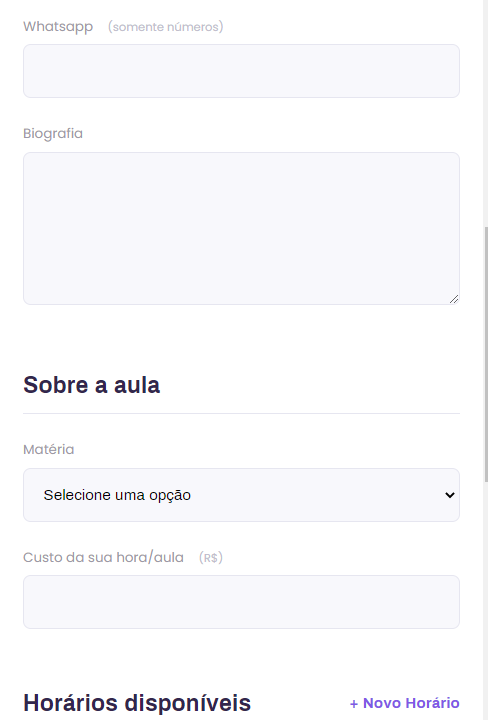 Whatsapp (somente números)
Biografia
Sobre a aula
Matéria
Selecione uma opção
Custo da sua hora/aula (R$)
Horários disponíveis + Novo Horário